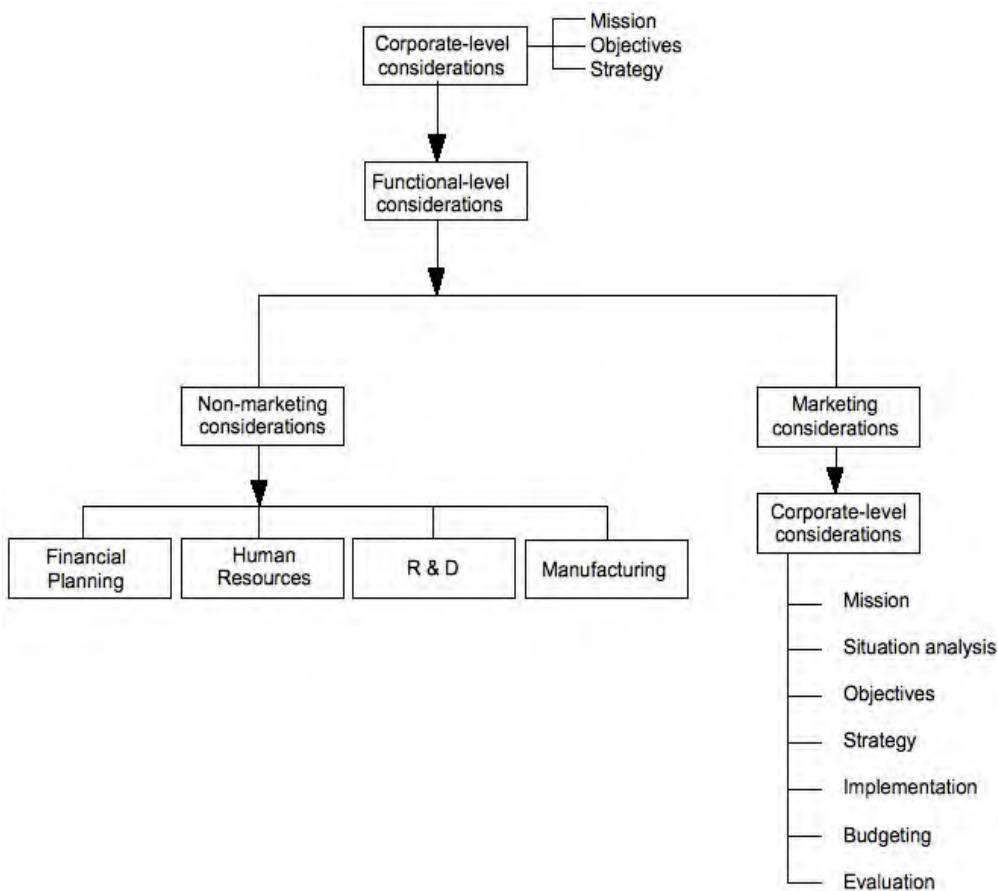 Corporate-level
considerations
Mission
Objectives
Strategy
Functional-level
considerations
Non-marketing
considerations
Marketing
considerations
Financial
Planning
Human
Resources
R & D
Manufacturing
Corporate-level
considerations
Mission
Situation analysis
Objectives
Strategy
Implementation
Budgeting
Evaluation